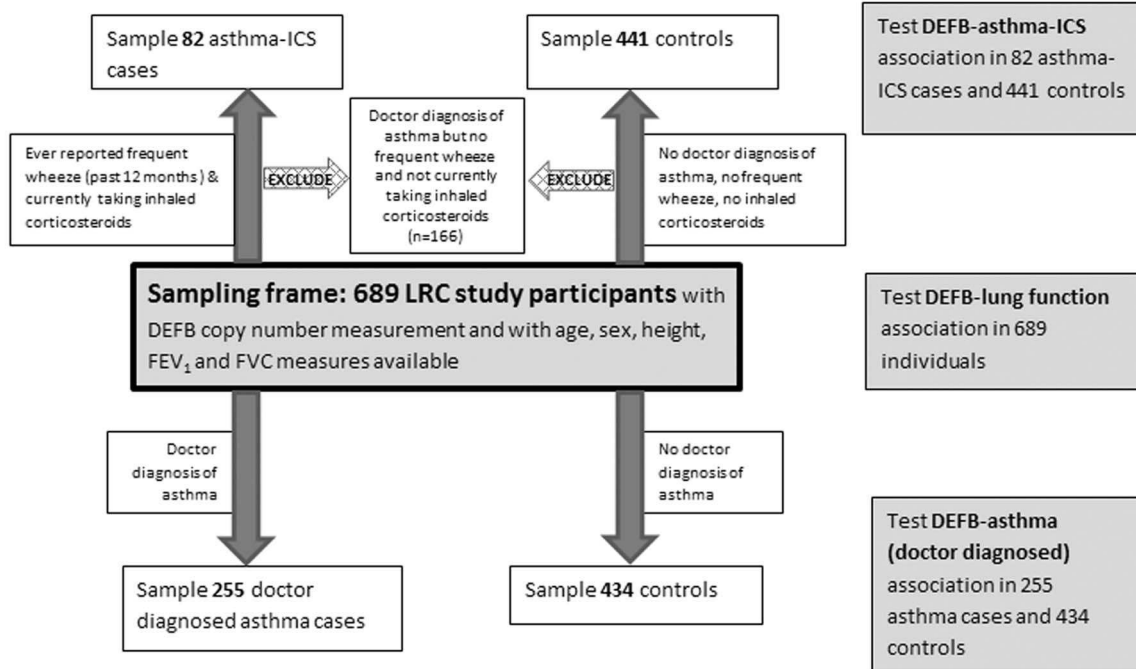 Sample 82 asthma-ICS
cases
Sample 441 controls
Test DEFB-asthma-ICS
association in 82 asthma-
ICS cases and 441 controls
Ever reported frequent
wheeze (past 12 months) &
currently taking inhaled
corticosteroids
EXCLUDE
Doctor diagnosis of
asthma but no
frequent wheeze
and not currently
taking inhaled
corticosteroids
(n=166)
EXCLUDE
No doctor diagnosis of
asthma, no frequent
wheeze, no inhaled
corticosteroids
Sampling frame: 689 LRC study participants with
DEFB copy number measurement and with age, sex, height,
FEV1 and FVC measures available
Test DEFB-lung function
association in 689
individuals
Doctor
diagnosis of
asthma
No doctor
diagnosis of
asthma
Sample 255 doctor
diagnosed asthma cases
Sample 434 controls
Test DEFB-asthma
(doctor diagnosed)
association in 255
asthma cases and 434
controls